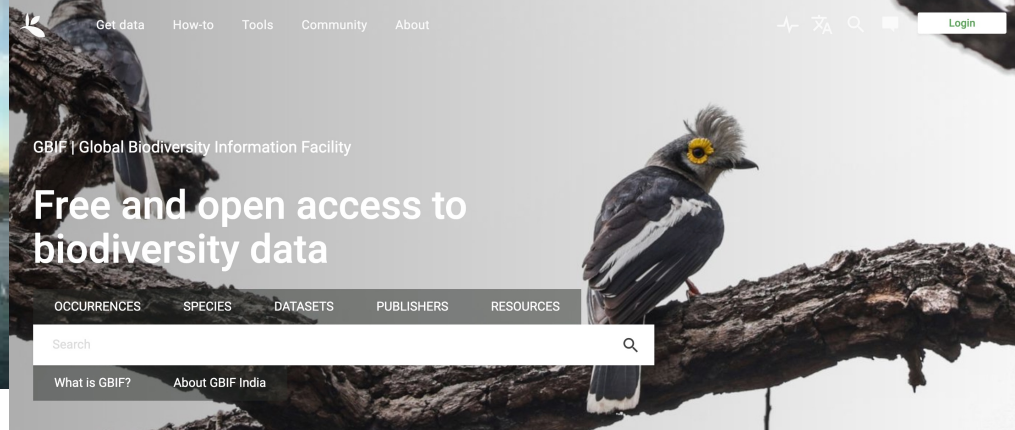 Get data How-to Tools Community About Login
GBIF | Global Biodiversity Information Facility
Free and open access to
biodiversity data
OCCURRENCES SPECIES DATASETS PUBLISHERS RESOURCES
Search
What is GBIF? About GBIF India